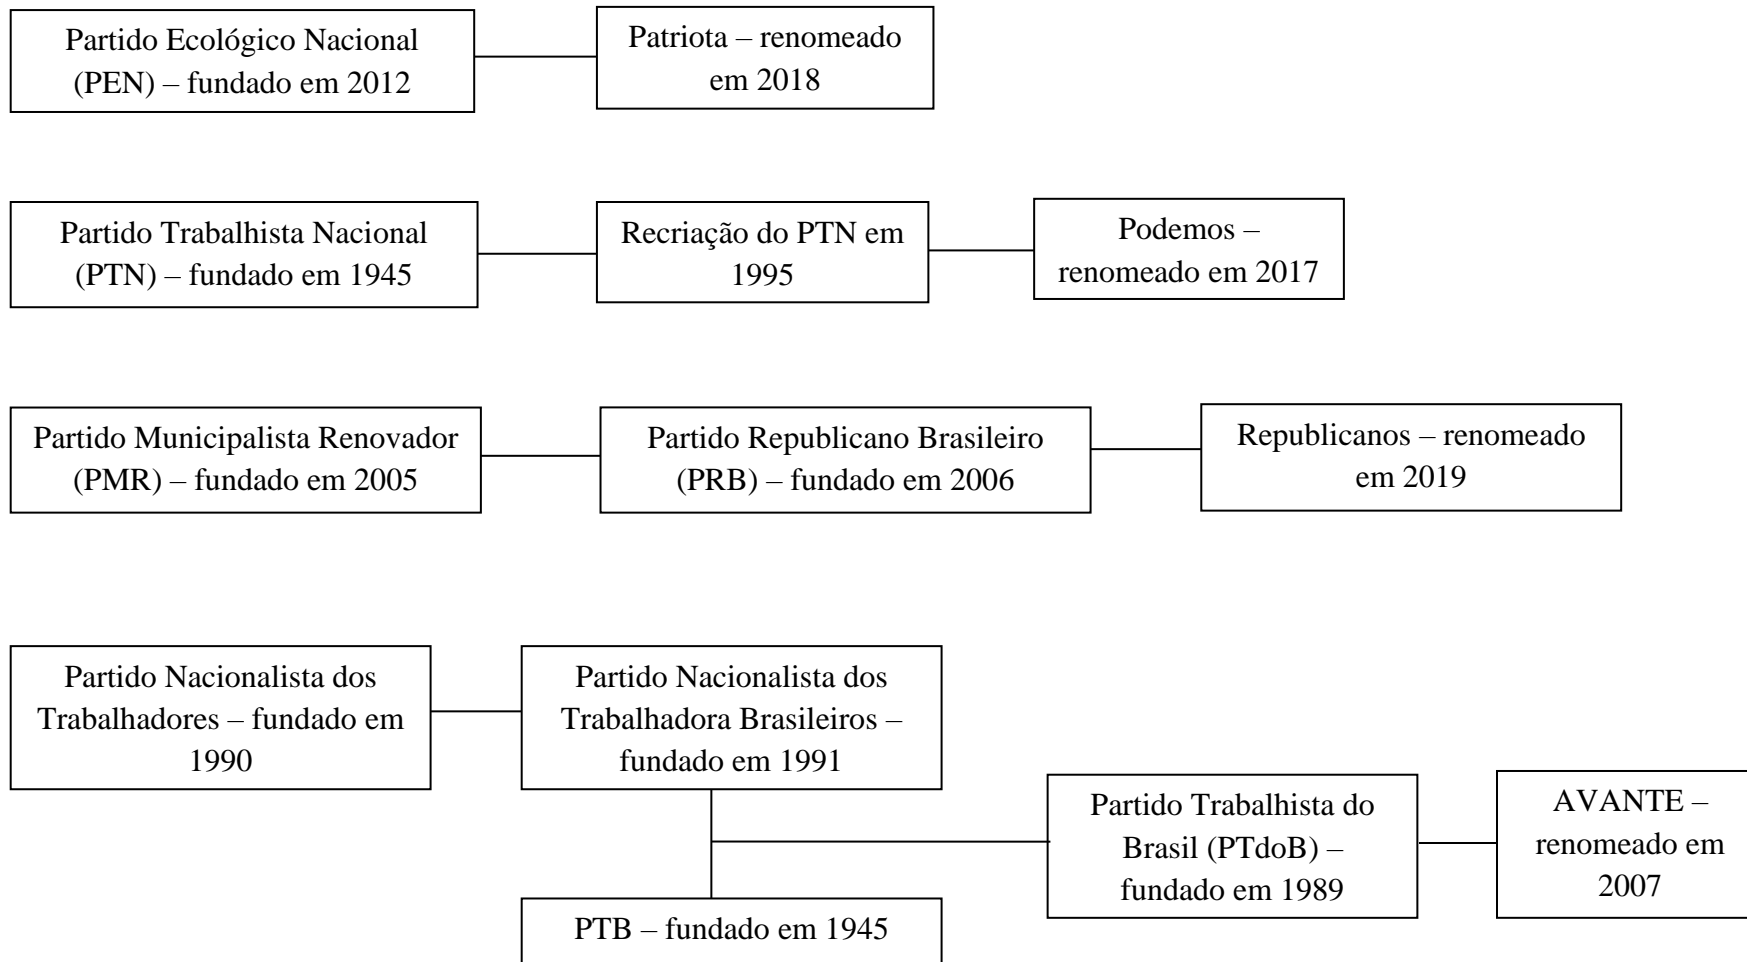 Partido Ecológico Nacional
(PEN) – fundado em 2012
Patriota – renomeado
em 2018
Partido Trabalhista Nacional
(PTN) – fundado em 1945
Recriação do PTN em
1995
Podemos –
renomeado em 2017
Partido Municipalista Renovador
(PMR) – fundado em 2005
Partido Republicano Brasileiro
(PRB) – fundado em 2006
Republicanos – renomeado
em 2019
Partido Nacionalista dos
Trabalhadores – fundado em
1990
Partido Nacionalista dos
Trabalhadora Brasileiros –
fundado em 1991
Partido Trabalhista do
Brasil (PTdoB) –
fundado em 1989
AVANTE –
renomeado em
2007
PTB – fundado em 1945